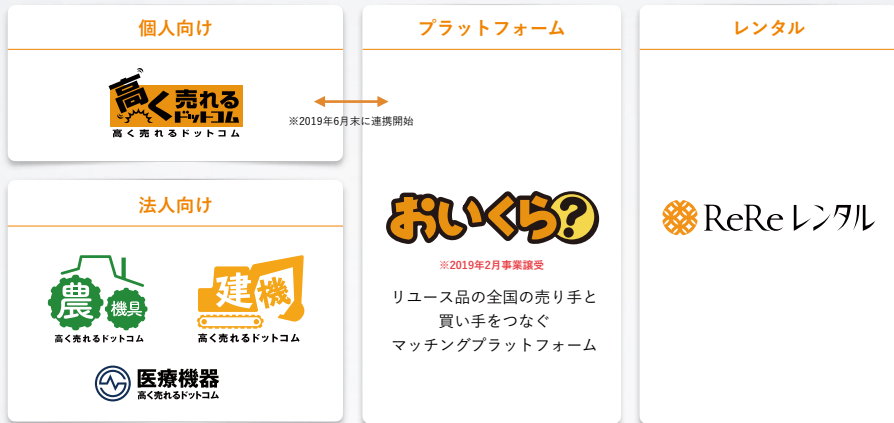 個人向け
高く売れる
ドットコム
高く売れるドットコム
※2019年6月末に連携開始
法人向け
農機具
高く売れるドットコム
建機
高く売れるドットコム
医療機器
高く売れるドットコム
プラットフォーム
おいくら?
※2019年2月事業譲受
リユース品の全国の売り手と
買い手をつなぐ
マッチングプラットフォーム
レンタル
ReReレンタル